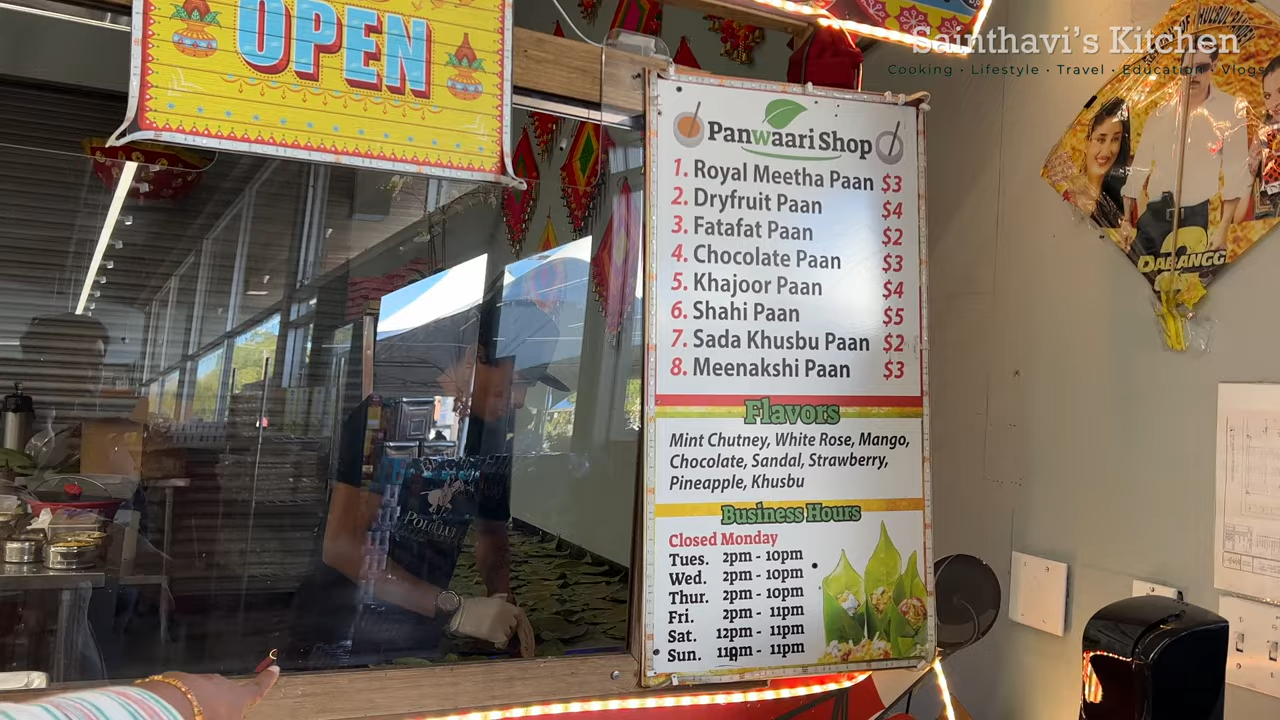 OPEN
Sainthavi's Kitchen
Cooking • Lifestyle • Travel • Education • Vlogs
Panwaari Shop
1. Royal Meetha Paan $3
2. Dryfruit Paan $4
3. Fatafat Paan $2
4. Chocolate Paan $3
5. Khajoor Paan $4
6. Shahi Paan $5
7. Sada Khusbu Paan $2
8. Meenakshi Paan $3
Flavors
Mint Chutney, White Rose, Mango,
Chocolate, Sandal, Strawberry,
Pineapple, Khusbu
Business Hours
Closed Monday
Tues. 2pm - 10pm
Wed. 2pm - 10pm
Thur. 2pm - 10pm
Fri. 2pm - 11pm
Sat. 12pm - 11pm
Sun. 11pm - 11pm
DABANGG
2